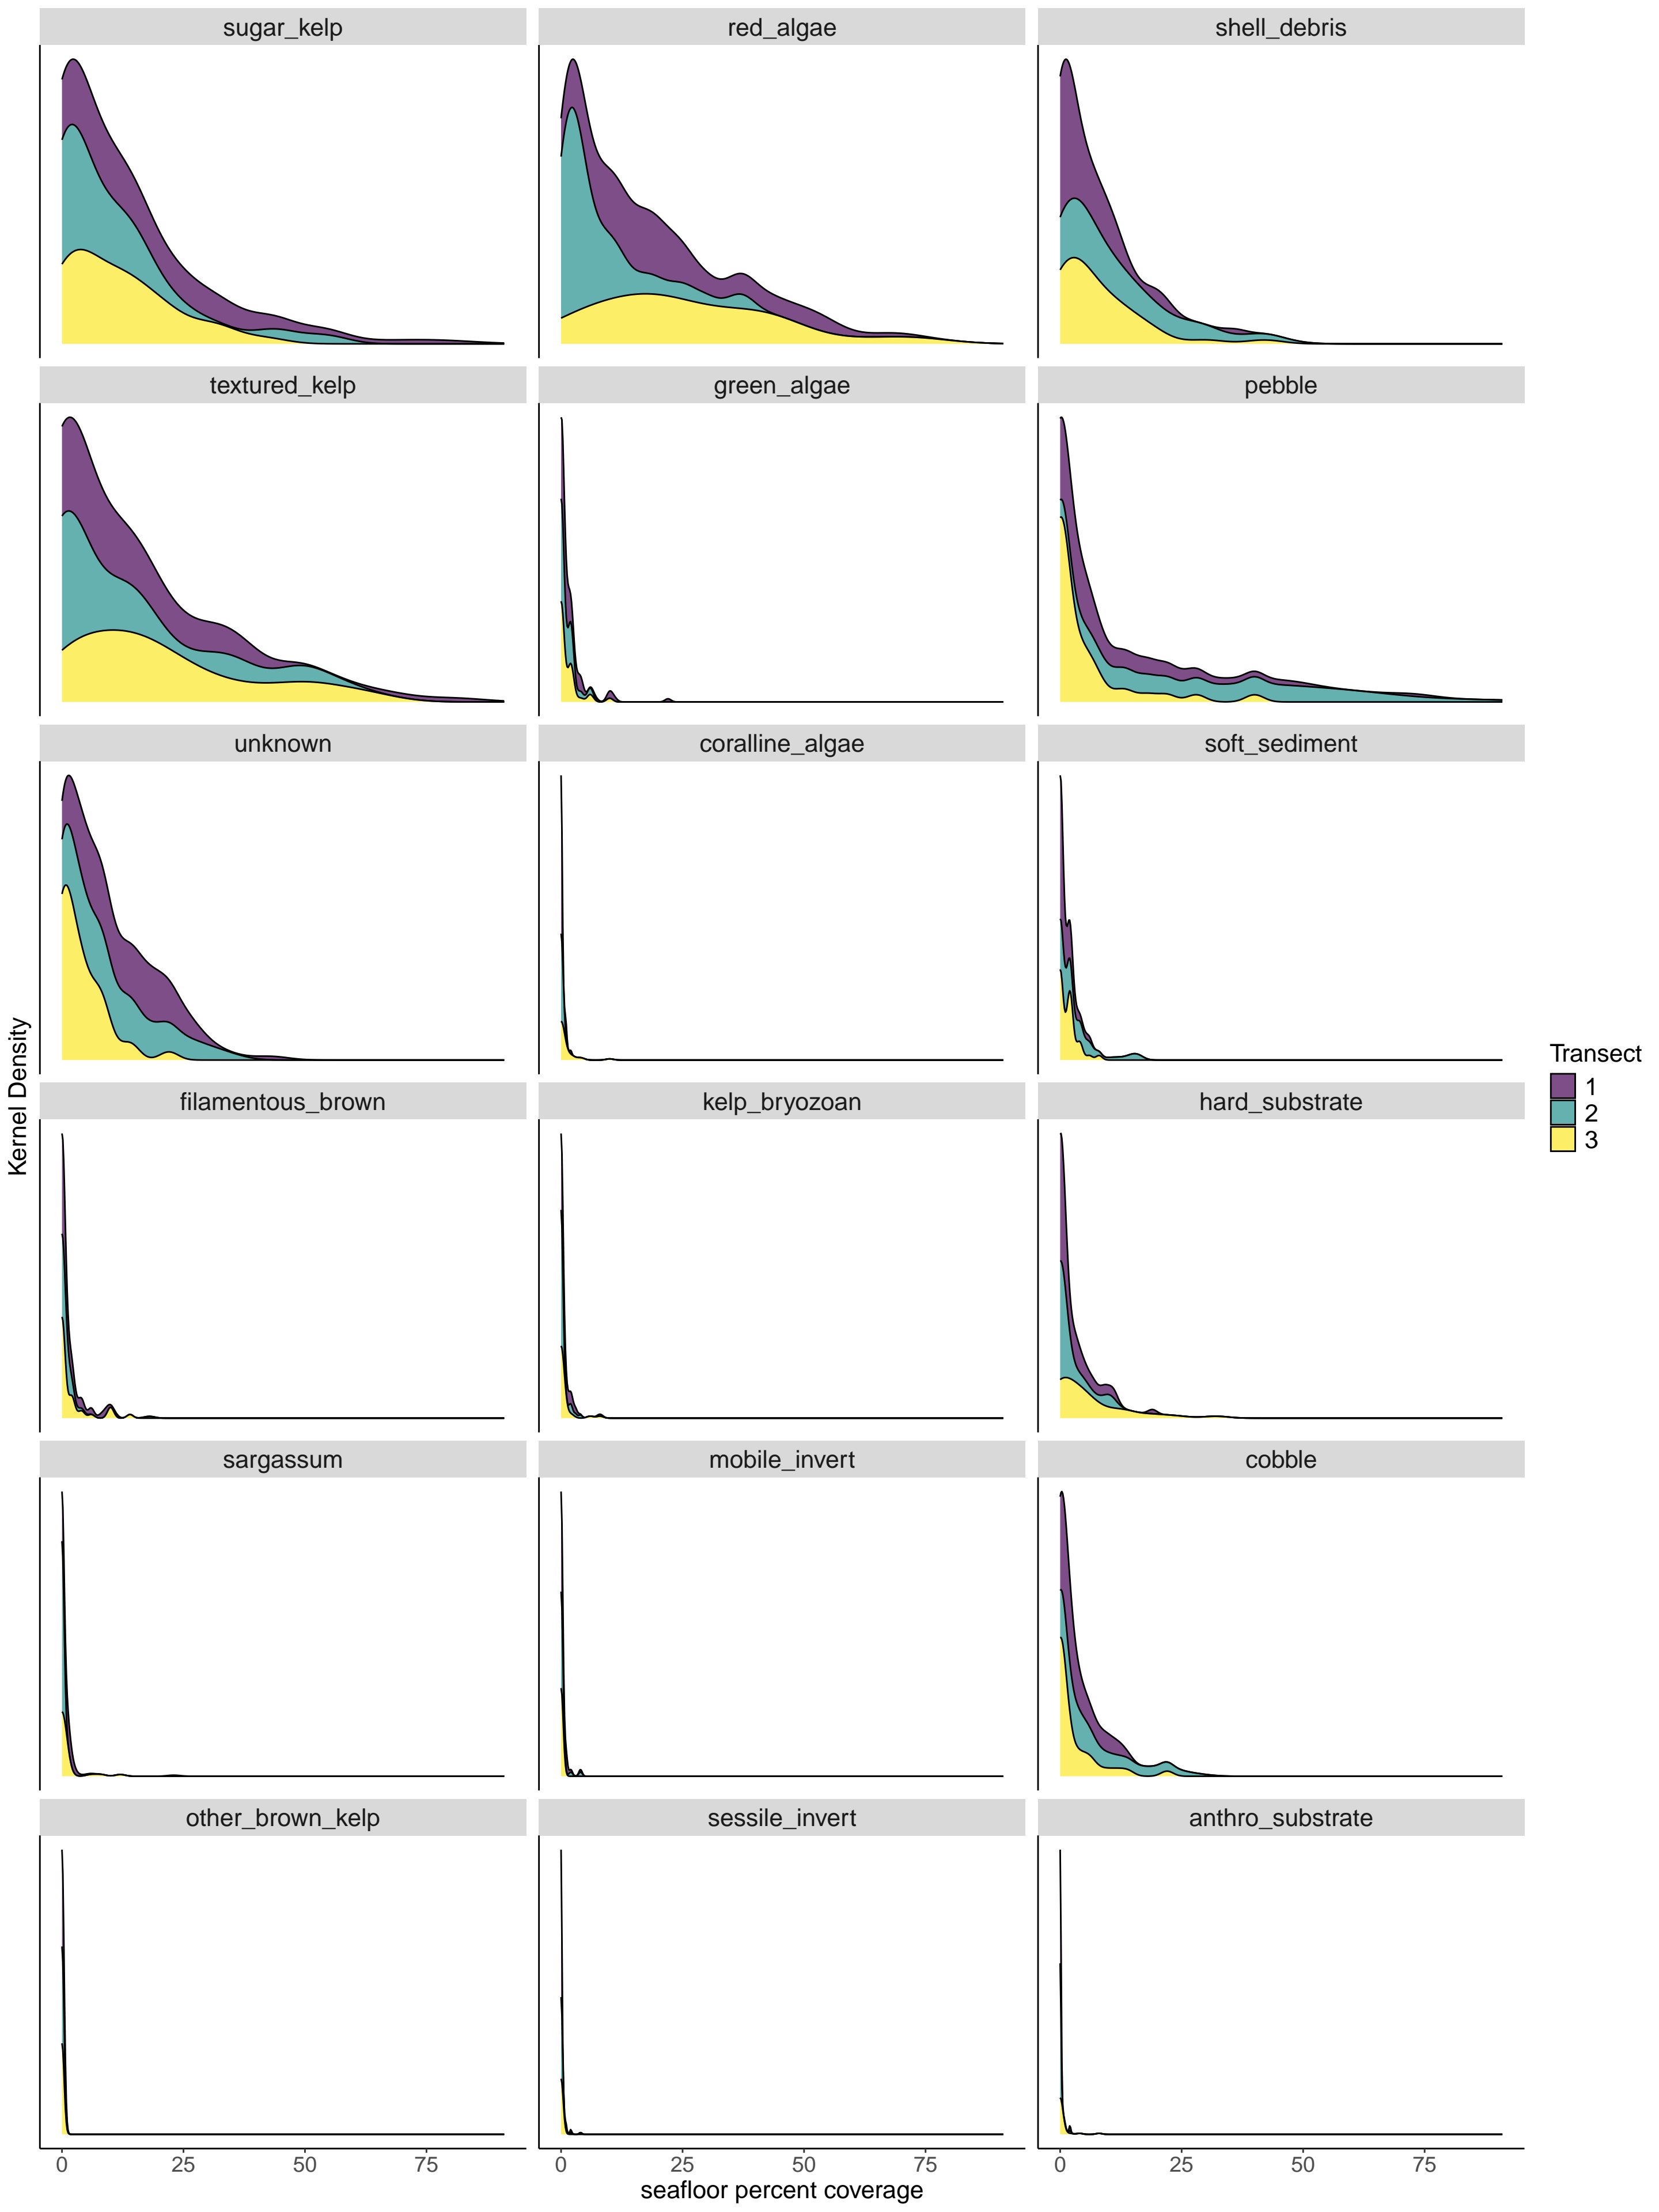 sugar_kelp
red_algae
shell_debris
textured_kelp
green_algae
pebble
unknown
coralline_algae
soft_sediment
filamentous_brown
kelp_bryozoan
hard_substrate
sargassum
mobile_invert
cobble
other_brown_kelp
sessile_invert
anthro_substrate
Kernel Density
0 25 50 75
0 25 50 75
0 25 50 75
seafloor percent coverage
Transect
1
2
3